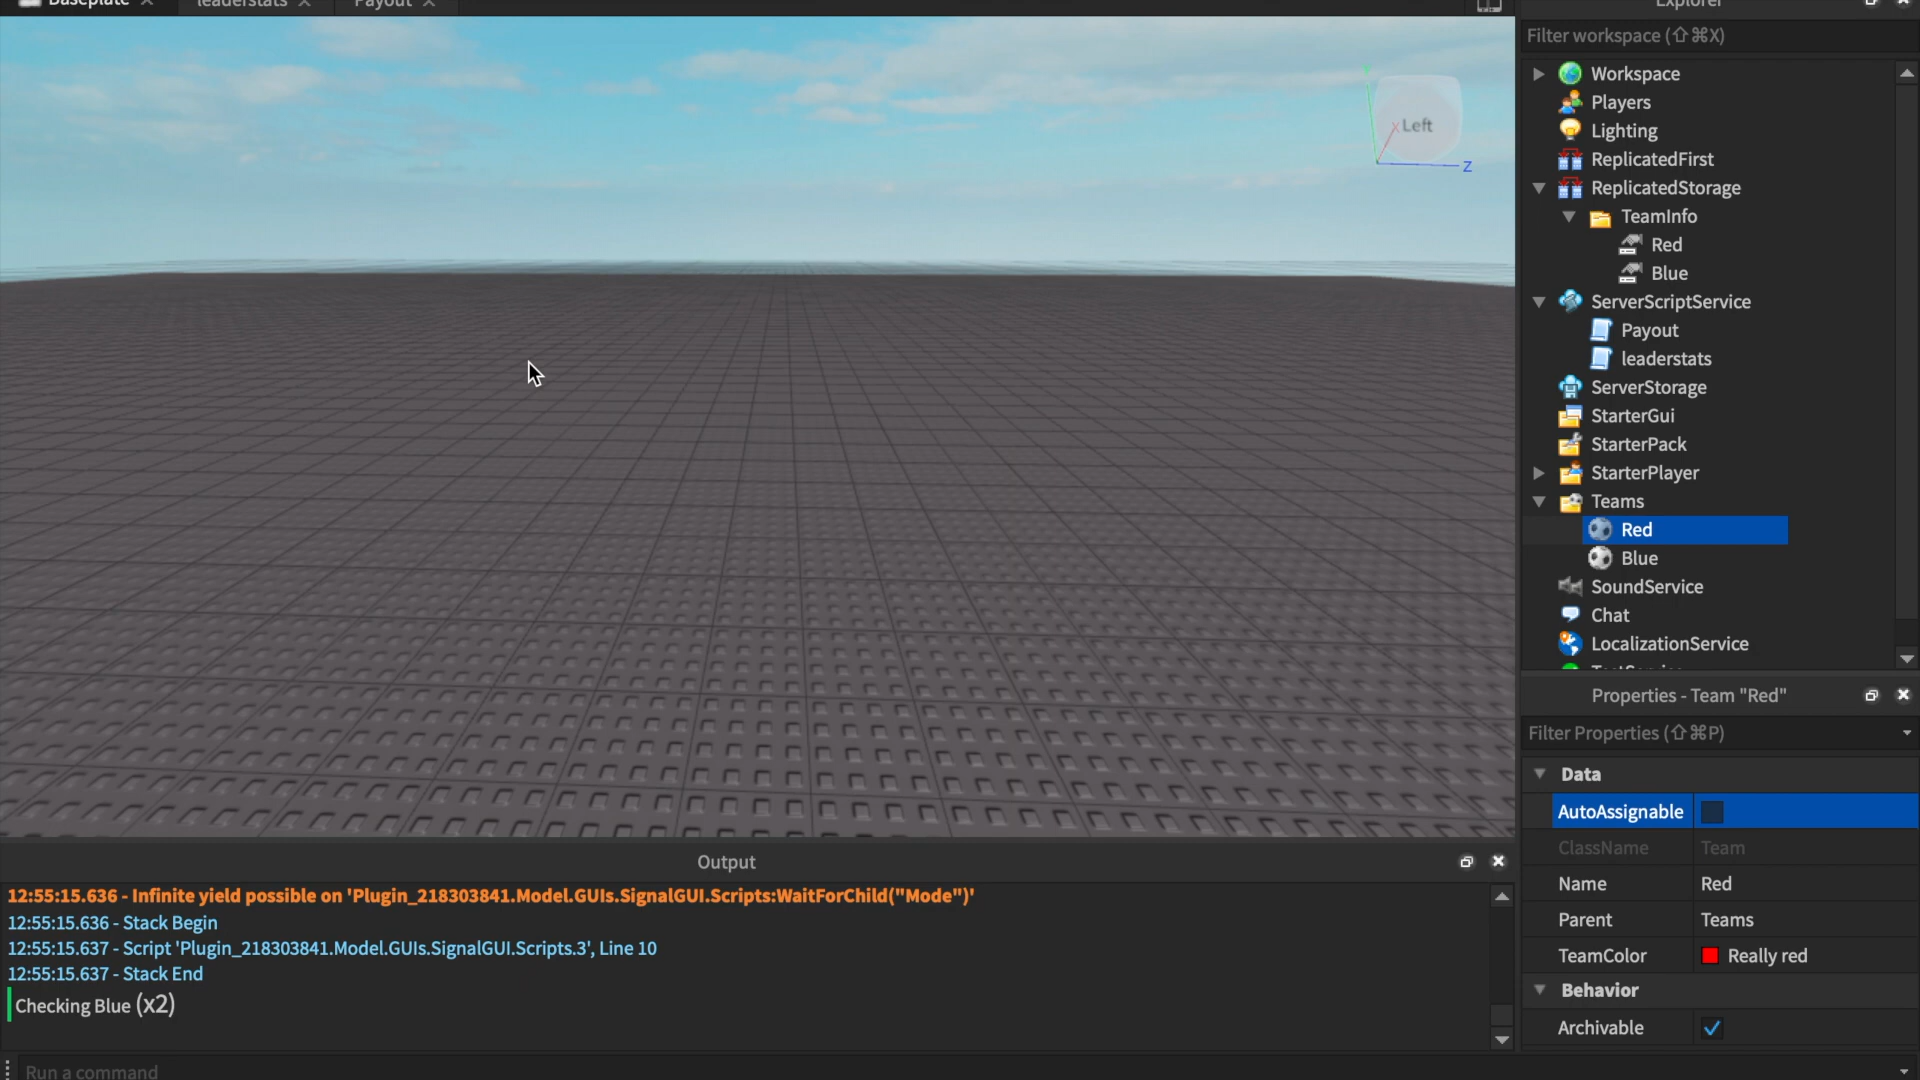 Baseplate
leaderstats
Payout
Explorer
Filter workspace (⇧⌘X)
Left
Z
Workspace
Players
Lighting
ReplicatedFirst
ReplicatedStorage
TeamInfo
Red
Blue
ServerScriptService
Payout
leaderstats
ServerStorage
StarterGui
StarterPack
StarterPlayer
Teams
Red
Blue
SoundService
Chat
LocalizationService
Properties - Team "Red"
Filter Properties (⇧⌘P)
Data
AutoAssignable
ClassName Team
Name Red
Parent Teams
TeamColor Really red
Behavior
Archivable
Output
12:55:15.636 - Infinite yield possible on 'Plugin_218303841.Model.GUIs.SignalGUI.Scripts:WaitForChild("Mode")'
12:55:15.636 - Stack Begin
12:55:15.637 - Script 'Plugin_218303841.Model.GUIs.SignalGUI.Scripts.3', Line 10
12:55:15.637 - Stack End
Checking Blue (x2)
Run a command